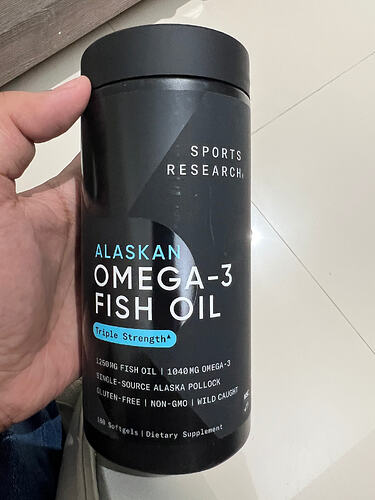 SPORTS
RESEARCH®
ALASKAN
OMEGA-3
FISH OIL
Triple Strength▲
1250MG FISH OIL | 1040MG OMEGA-3
SINGLE-SOURCE ALASKA POLLOCK
GLUTEN-FREE | NON-GMO | WILD CAUGHT
180 Softgels | Dietary Supplement